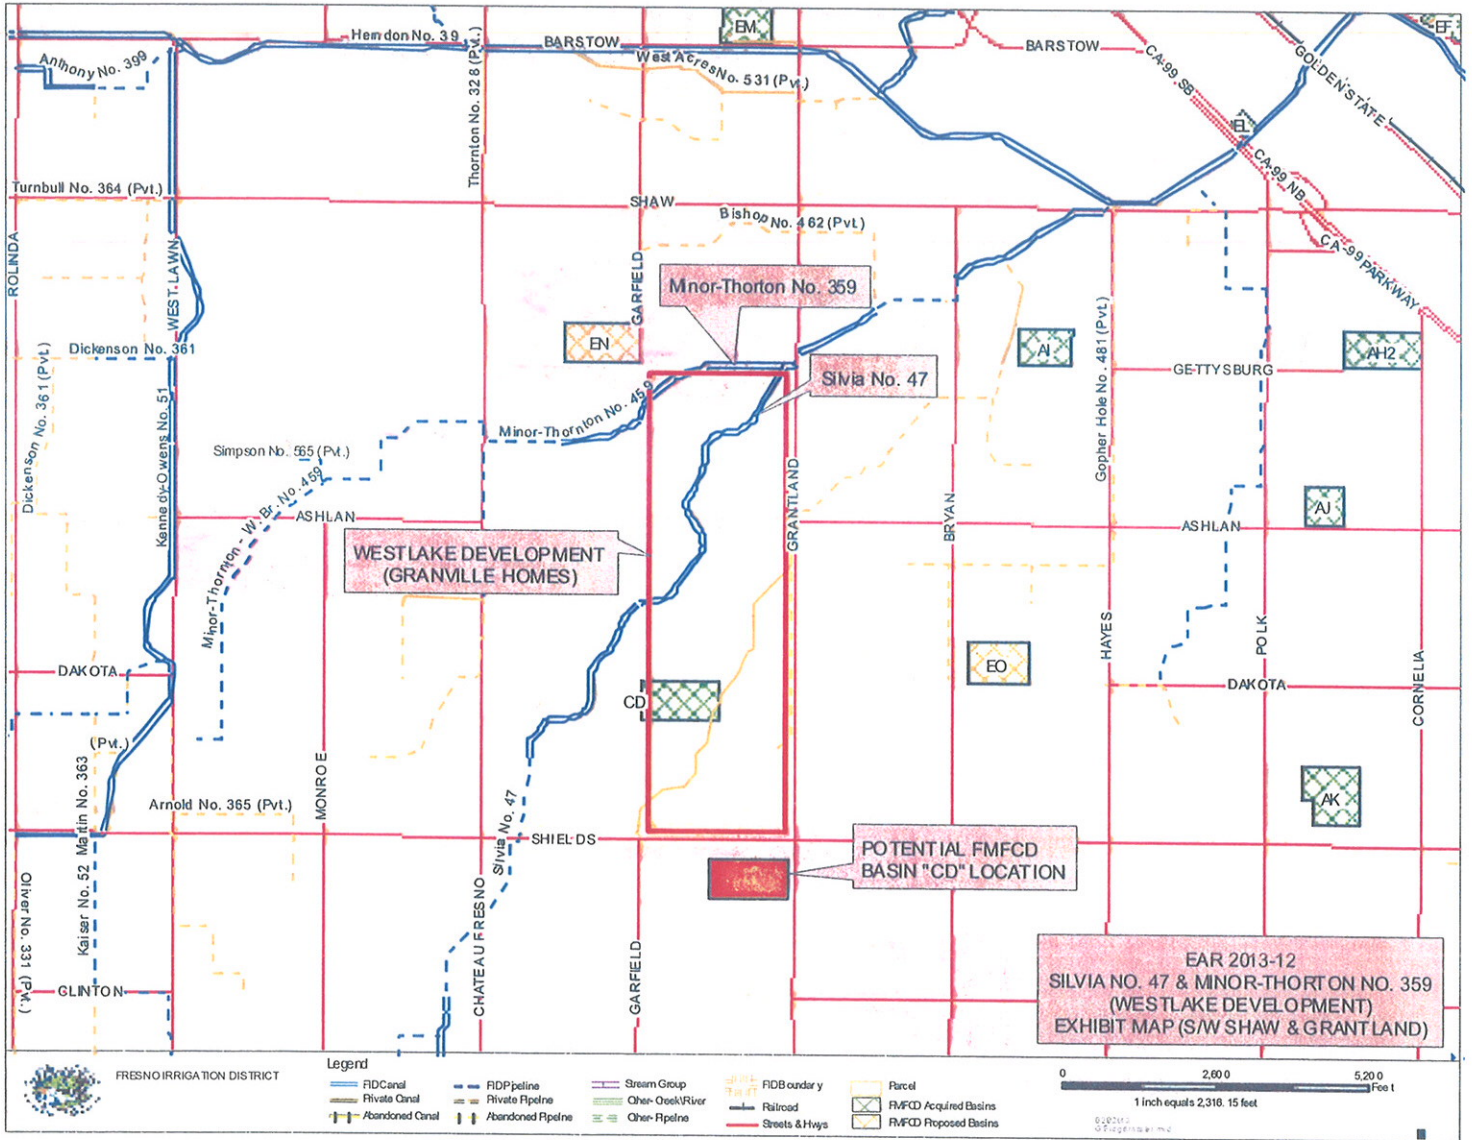 Herndon No. 39
BARSTOW
EM
BARSTOW
EF
Anthony No. 399
West Acres No. 531 (Pvt.)
CA-99 SB
GOLDEN STATE
Thornton No. 328 (Pvt.)
EL
CA-99 NB
Turnbull No. 364 (Pvt.)
SHAW
Bishop No. 462 (Pvt.)
CA-99 PARKWAY
ROLINDA
WEST LAWN
GARFIELD
Minor-Thorton No. 359
EN
AI
AH2
Dickenson No. 361
Dickenson No. 361 (Pvt.)
Silvia No. 47
GETTYSBURG
Gopher Hole No. 481 (Pvt.)
Minor-Thornton No. 459
Kennedy-Owens No. 51
Simpson No. 565 (Pvt.)
Minor-Thornton - W. Br. No. 459
GRANTLAND
BRYAN
AJ
ASHLAN
ASHLAN
WESTLAKE DEVELOPMENT
(GRANVILLE HOMES)
HAYES
POLK
EO
DAKOTA
DAKOTA
CORNELIA
CD
(Pvt.)
MONROE
Kaiser No. 52 Martin No. 363
Arnold No. 365 (Pvt.)
AK
Silvia No. 47
SHIELDS
POTENTIAL FMFCD
BASIN "CD" LOCATION
Oliver No. 331 (Pvt.)
CHATEAU FRESNO
GARFIELD
CLINTON
EAR 2013-12
SILVIA NO. 47 & MINOR-THORTON NO. 359
(WESTLAKE DEVELOPMENT)
EXHIBIT MAP (S/W SHAW & GRANTLAND)
FRESNO IRRIGATION DISTRICT
Legend
FID Canal
Private Canal
Abandoned Canal
FID Pipeline
Private Pipeline
Abandoned Pipeline
Stream Group
Other-Creek\River
Other-Pipeline
FID Boundary
Railroad
Streets & Hwys
Parcel
FMFCD Acquired Basins
FMFCD Proposed Basins
0 2,600 5,200
Feet
1 inch equals 2,316.15 feet